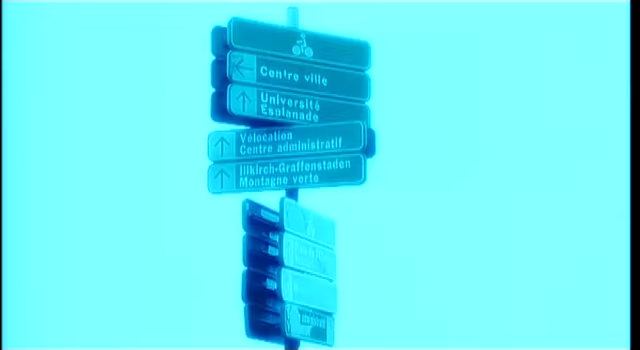 Centre ville
Université
Esplanade
Vélocation
Centre administratif
Illkirch-Graffenstaden
Montagne verte